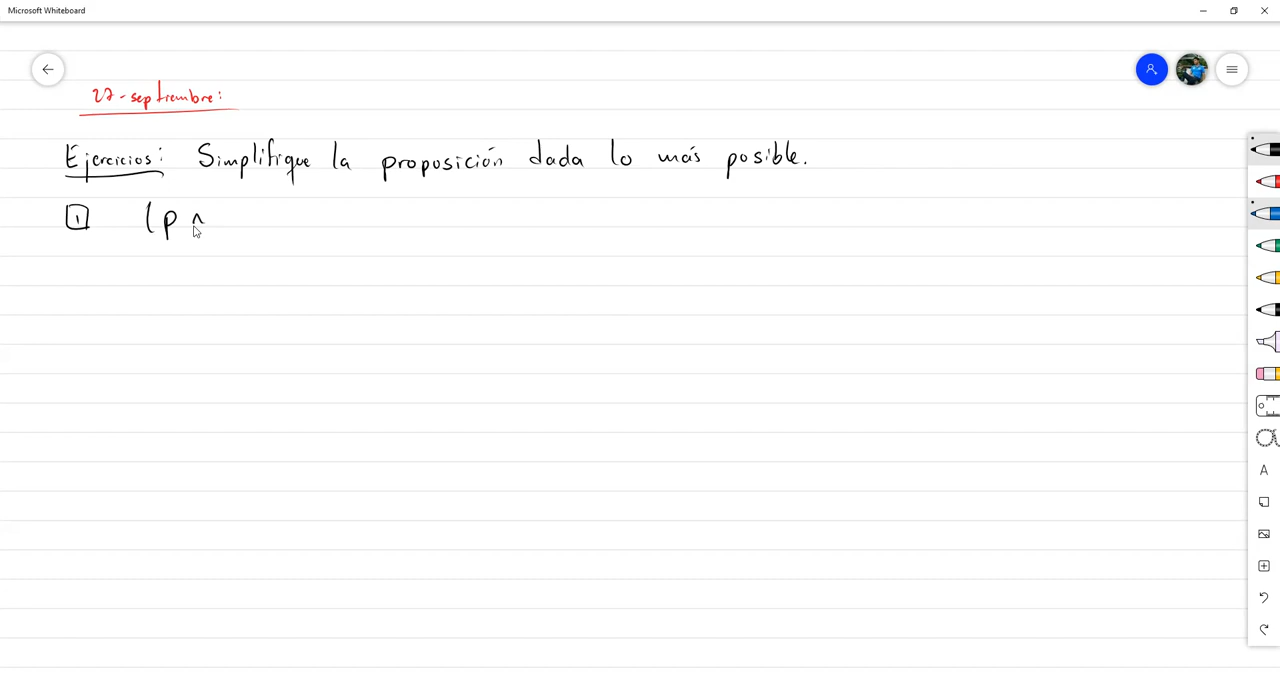 Microsoft Whiteboard
27-septiembre:
Ejercicios: Simplifique la proposición dada lo más posible.
1 (p ∧
A